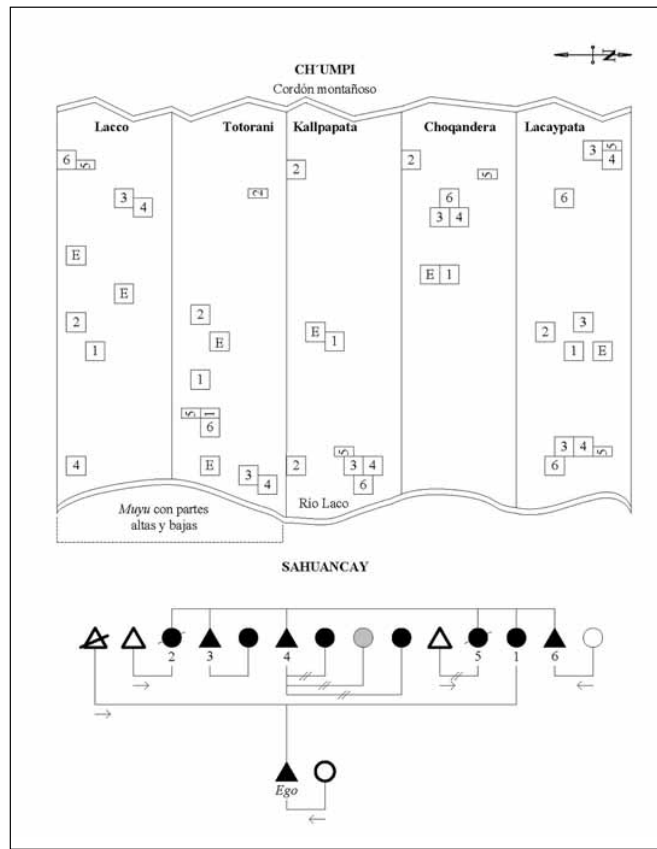 N
CH´UMPI
Cordón montañoso
Lacco Totorani Kallpapata Choqandera Lacaypata
3 5
6 5 2 4
2 5
3 2 6 6
4 3 4
E
E 1
E
2 2 3
E 2
1 E 1 1 E
1
5 1
6
5 3 4 5
4 E 2 3 4 6
3 4 6
Río Laco
Muyu con partes
altas y bajas
SAHUANCAY
2 3 4 5 1 6
Ego